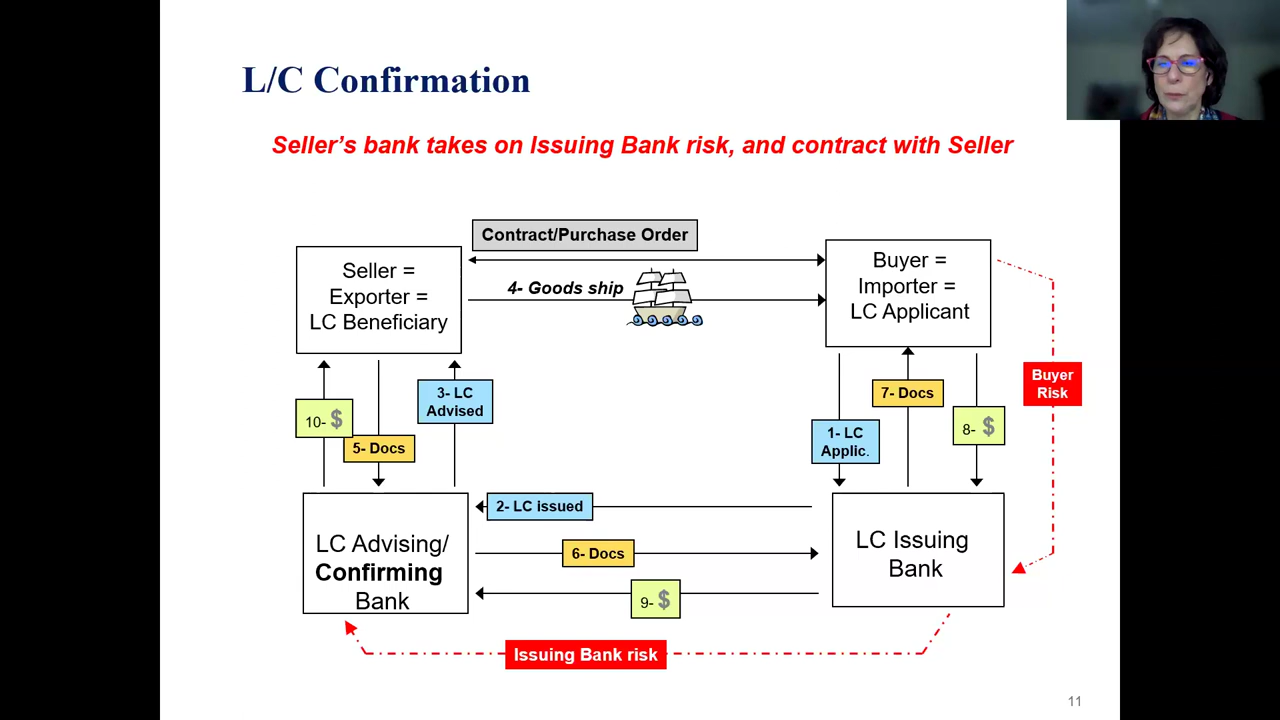 L/C Confirmation
Seller's bank takes on Issuing Bank risk, and contract with Seller
Contract/Purchase Order
Seller =
Exporter =
LC Beneficiary
4- Goods ship
Buyer =
Importer =
LC Applicant
Buyer
Risk
10- $
5- Docs
3- LC
Advised
1- LC
Applic.
7- Docs
8- $
LC Advising/
Confirming
Bank
2- LC issued
6- Docs
9- $
LC Issuing
Bank
Issuing Bank risk
11